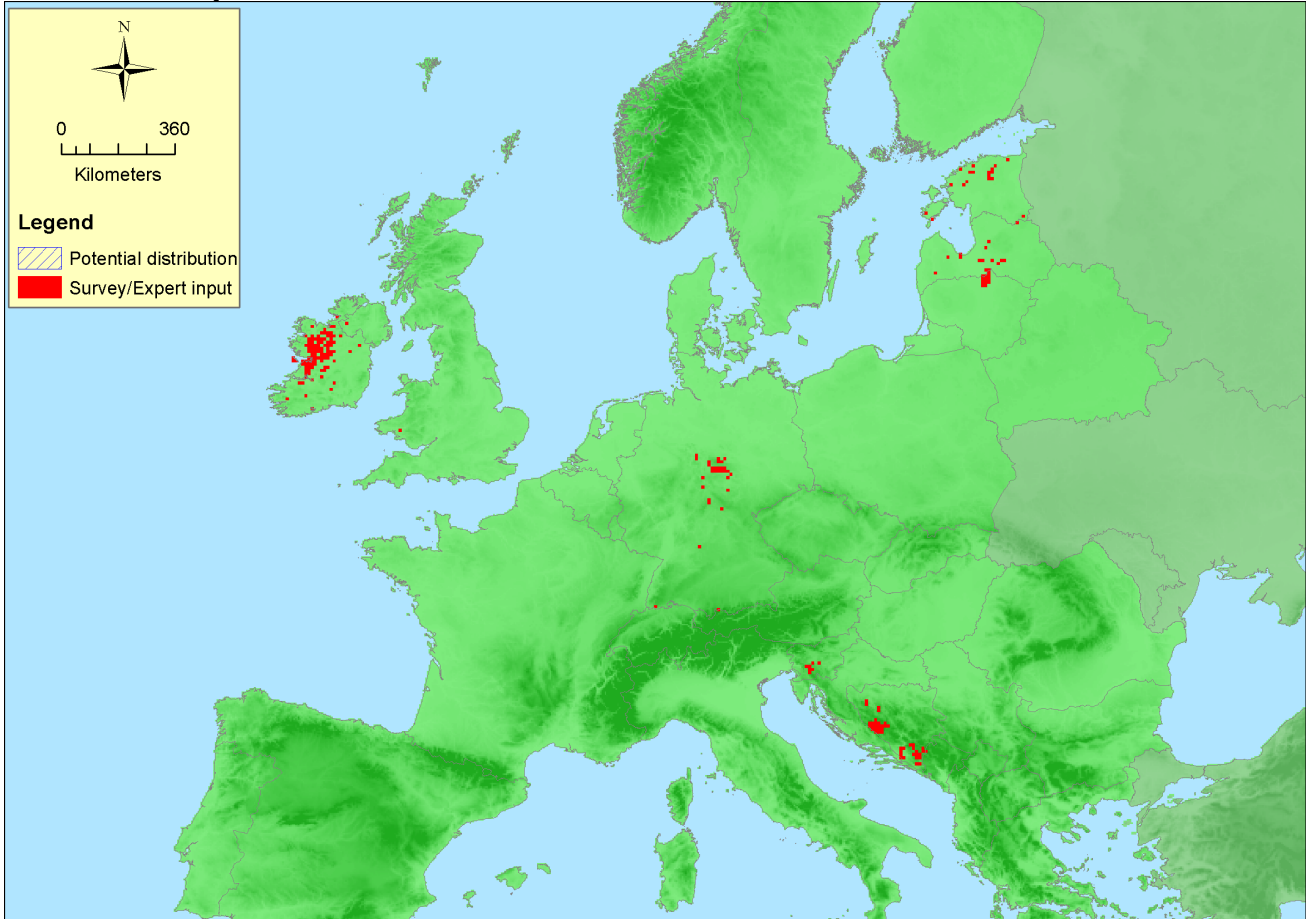 N
0 360
Kilometers
Legend
Potential distribution
Survey/Expert input